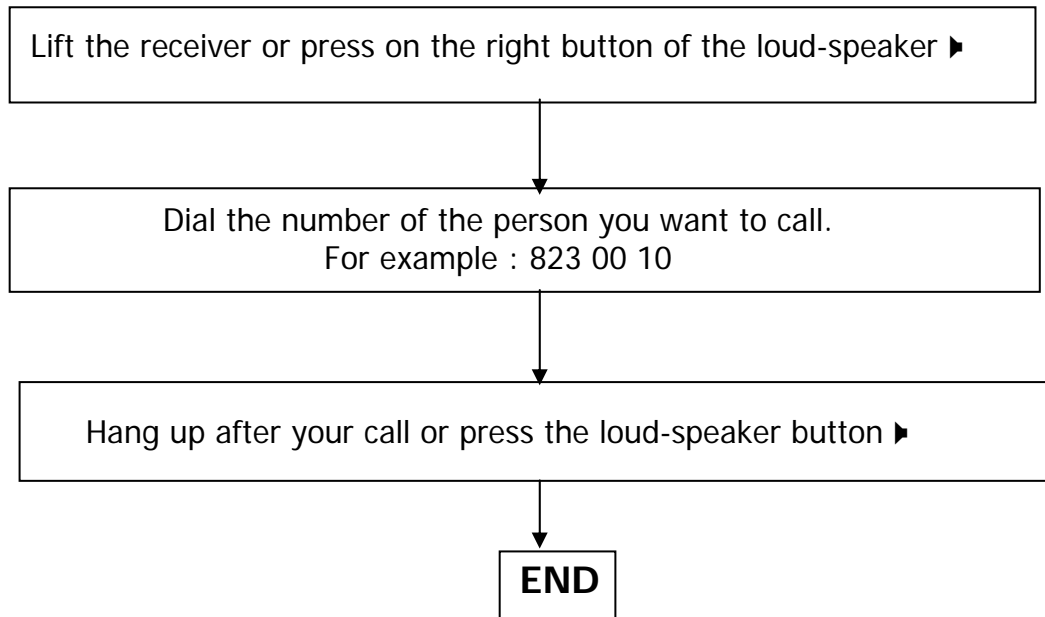 Lift the receiver or press on the right button of the loud-speaker
Dial the number of the person you want to call.
For example : 823 00 10
Hang up after your call or press the loud-speaker button
END